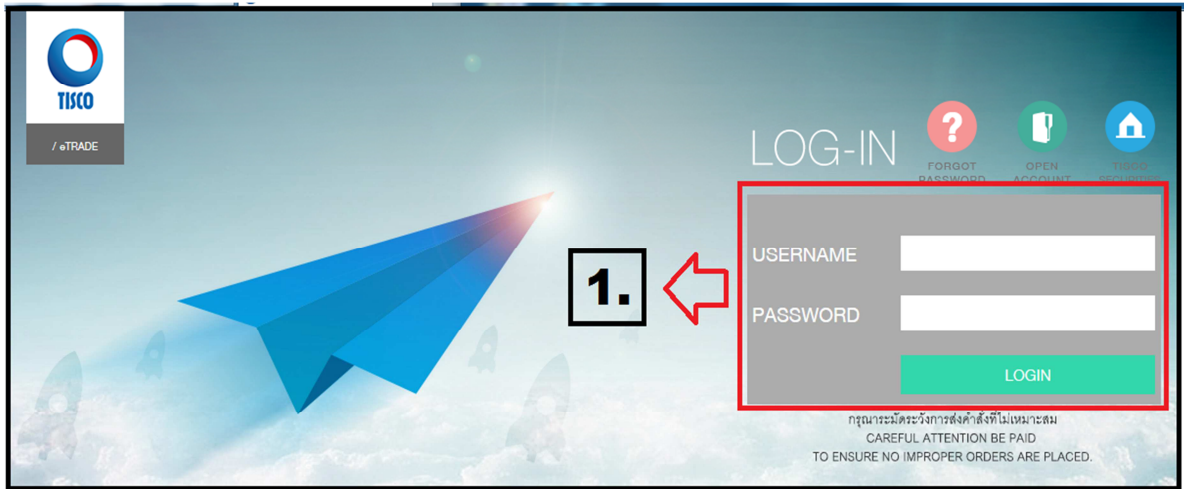 TISCO
/ eTRADE
LOG-IN
FORGOT
PASSWORD
OPEN
ACCOUNT
TISCO
SECURITIES
USERNAME
1.
PASSWORD
LOGIN
กรุณาระมัดระวังการส่งคำสั่งที่ไม่เหมาะสม
CAREFUL ATTENTION BE PAID
TO ENSURE NO IMPROPER ORDERS ARE PLACED.